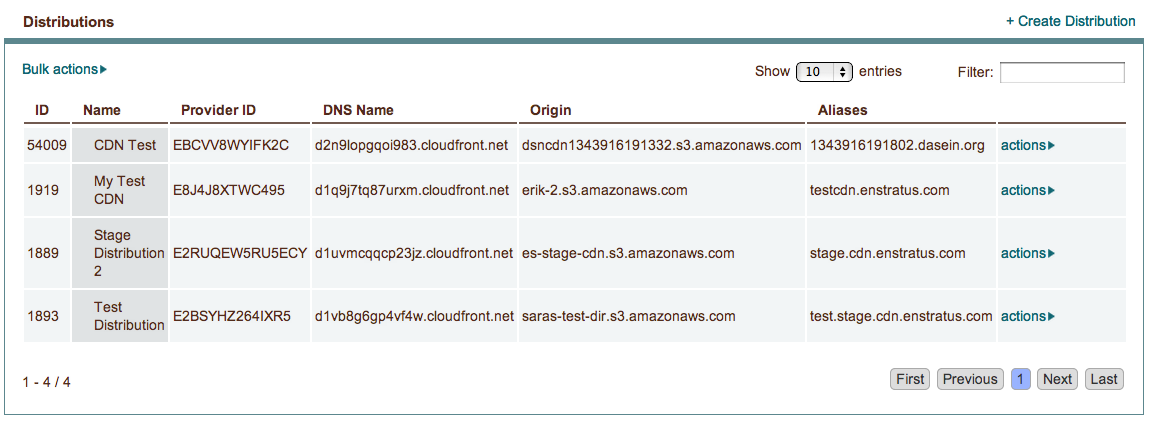 Distributions + Create Distribution
Bulk actions Show 10 entries Filter:
ID Name Provider ID DNS Name Origin Aliases
54009 CDN Test EBCVV8WYIFK2C d2n9lopgqoi983.cloudfront.net dsncdn1343916191332.s3.amazonaws.com 1343916191802.dasein.org actions
1919 My Test CDN E8J4J8XTWC495 d1q9j7tq87urxm.cloudfront.net erik-2.s3.amazonaws.com testcdn.enstratus.com actions
1889 Stage Distribution 2 E2RUQEW5RU5ECY d1uvmcqqcp23jz.cloudfront.net es-stage-cdn.s3.amazonaws.com stage.cdn.enstratus.com actions
1893 Test Distribution E2BSYHZ264IXR5 d1vb8g6gp4vf4w.cloudfront.net saras-test-dir.s3.amazonaws.com test.stage.cdn.enstratus.com actions
1 - 4 / 4 First Previous 1 Next Last